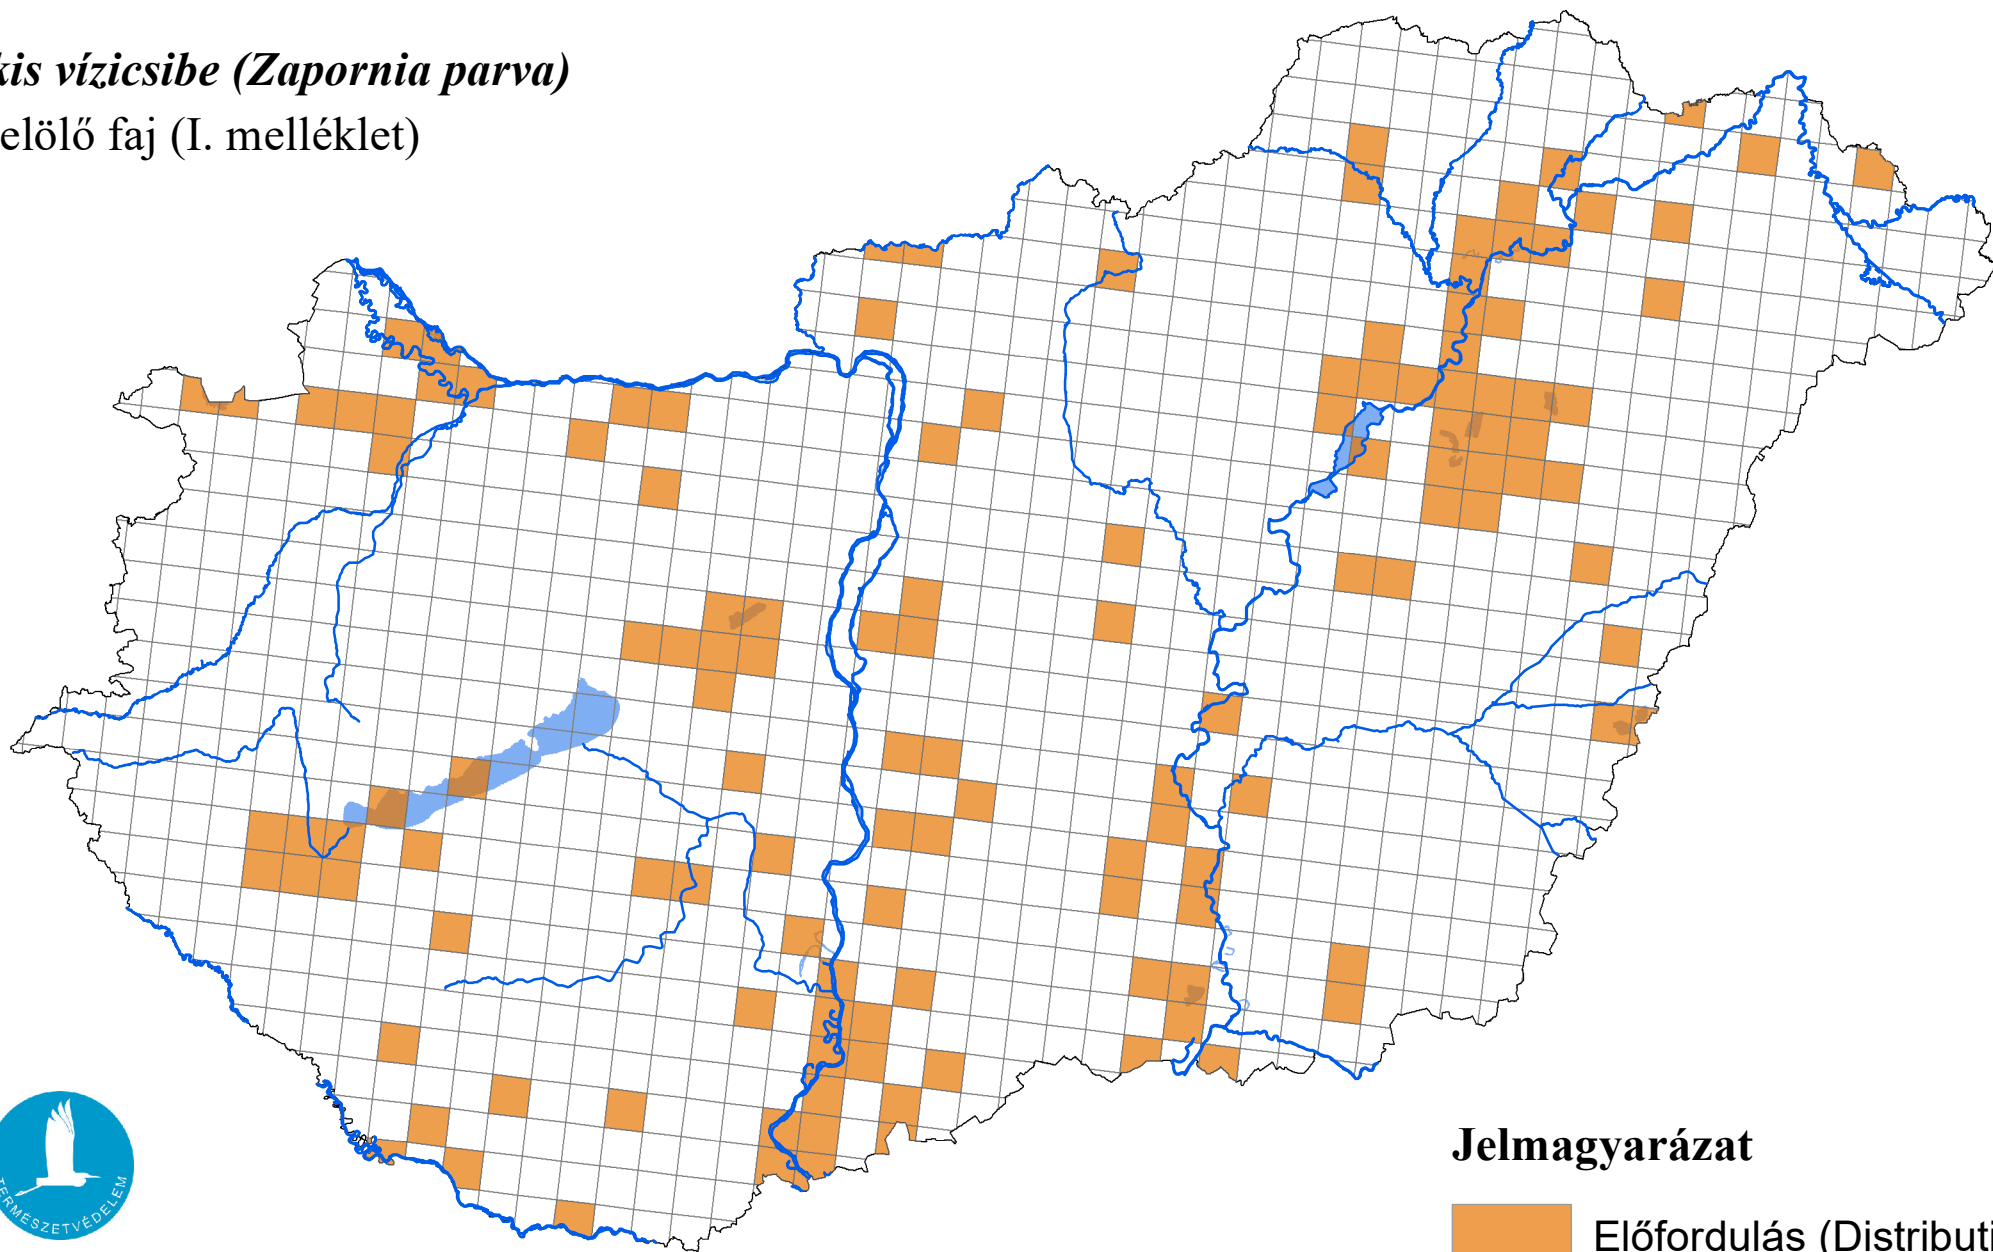 kis vízicsibe (Zapornia parva)
elölő faj (I. melléklet)
TERMÉSZETVÉDELEM
Jelmagyarázat
Előfordulás (Distributi